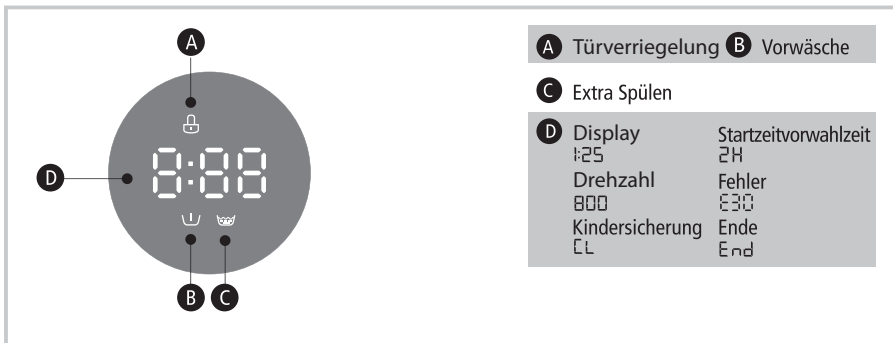 A
8:88
D
B C
A Türverriegelung B Vorwäsche
C Extra Spülen
D Display Startzeitvorwahlzeit
1:25 2H
Drehzahl Fehler
800 E30
Kindersicherung Ende
CL End